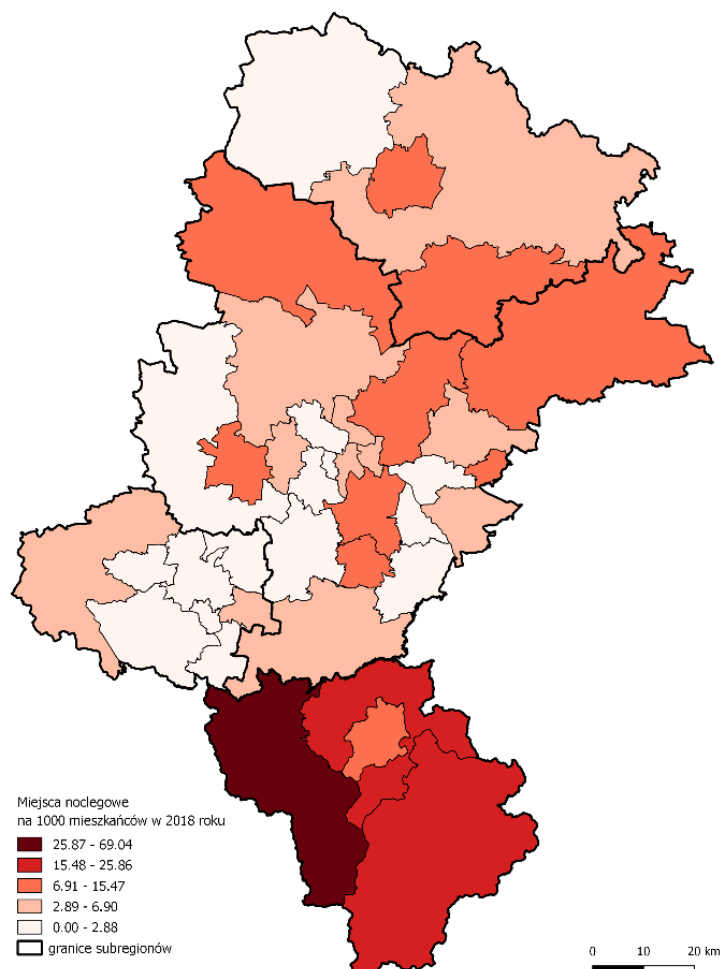 Miejsca noclegowe
na 1000 mieszkańców w 2018 roku
25.87 - 69.04
15.48 - 25.86
6.91 - 15.47
2.89 - 6.90
0.00 - 2.88
granice subregionów
0 10 20 km